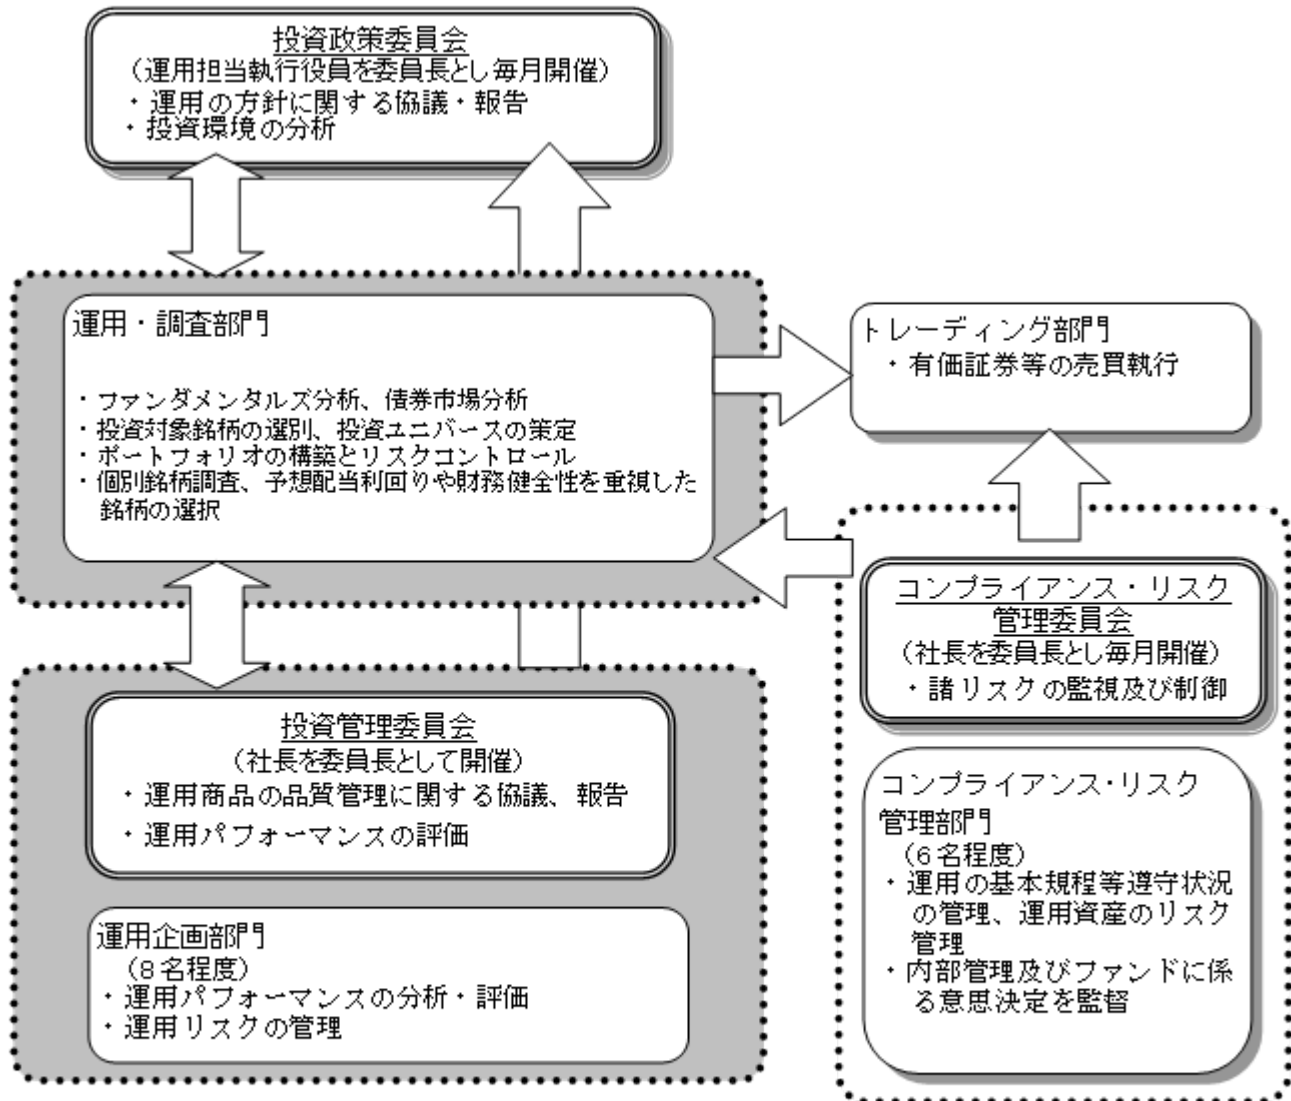 投資政策委員会
（運用担当執行役員を委員長とし毎月開催）
・運用の方針に関する協議・報告
・投資環境の分析
運用・調査部門
・ファンダメンタルズ分析、債券市場分析
・投資対象銘柄の選別、投資ユニバースの策定
・ポートフォリオの構築とリスクコントロール
・個別銘柄調査、予想配当利回りや財務健全性を重視した
銘柄の選択
トレーディング部門
・有価証券等の売買執行
コンプライアンス・リスク
管理委員会
（社長を委員長とし毎月開催）
・諸リスクの監視及び制御
投資管理委員会
（社長を委員長として開催）
・運用商品の品質管理に関する協議、報告
・運用パフォーマンスの評価
コンプライアンス・リスク
管理部門
（6名程度）
・運用の基本規程等遵守状況
の管理、運用資産のリスク
管理
・内部管理及びファンドに係
る意思決定を監督
運用企画部門
（8名程度）
・運用パフォーマンスの分析・評価
・運用リスクの管理